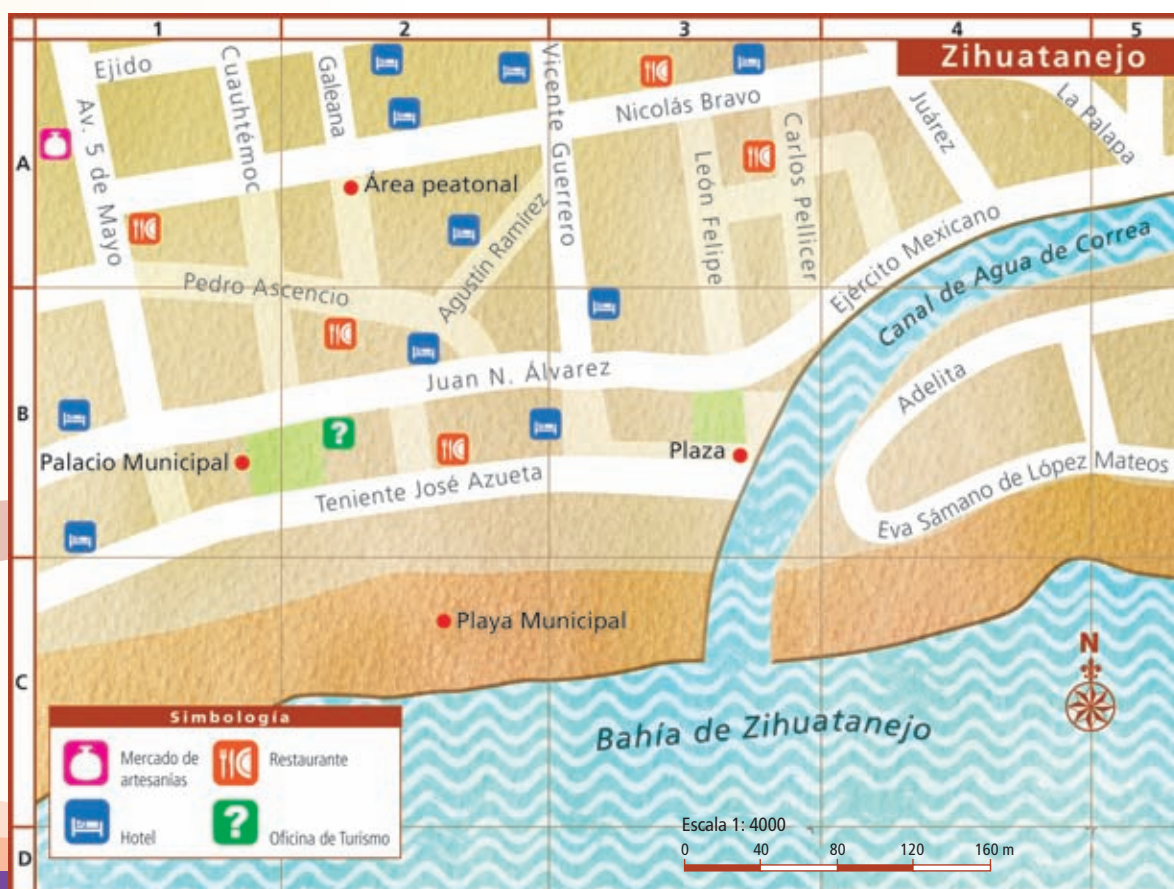 1 2 3 4 5
Zihuatanejo
Ejido
Cuauhtémoc
Galeana
Vicente Guerrero
Nicolás Bravo
Juárez
La Palapa
A
Av. 5 de Mayo
Área peatonal
Agustín Ramírez
León Felipe
Carlos Pellicer
Ejército Mexicano
Canal de Agua de Correa
Pedro Ascencio
Juan N. Álvarez
Adelita
B
?
Palacio Municipal
Plaza
Teniente José Azueta
Eva Sámano de López Mateos
Playa Municipal
N
C
Bahía de Zihuatanejo
Simbología
Mercado de
artesanías
Restaurante
Hotel
?
Oficina de Turismo
D
Escala 1: 4000
0 40 80 120 160 m